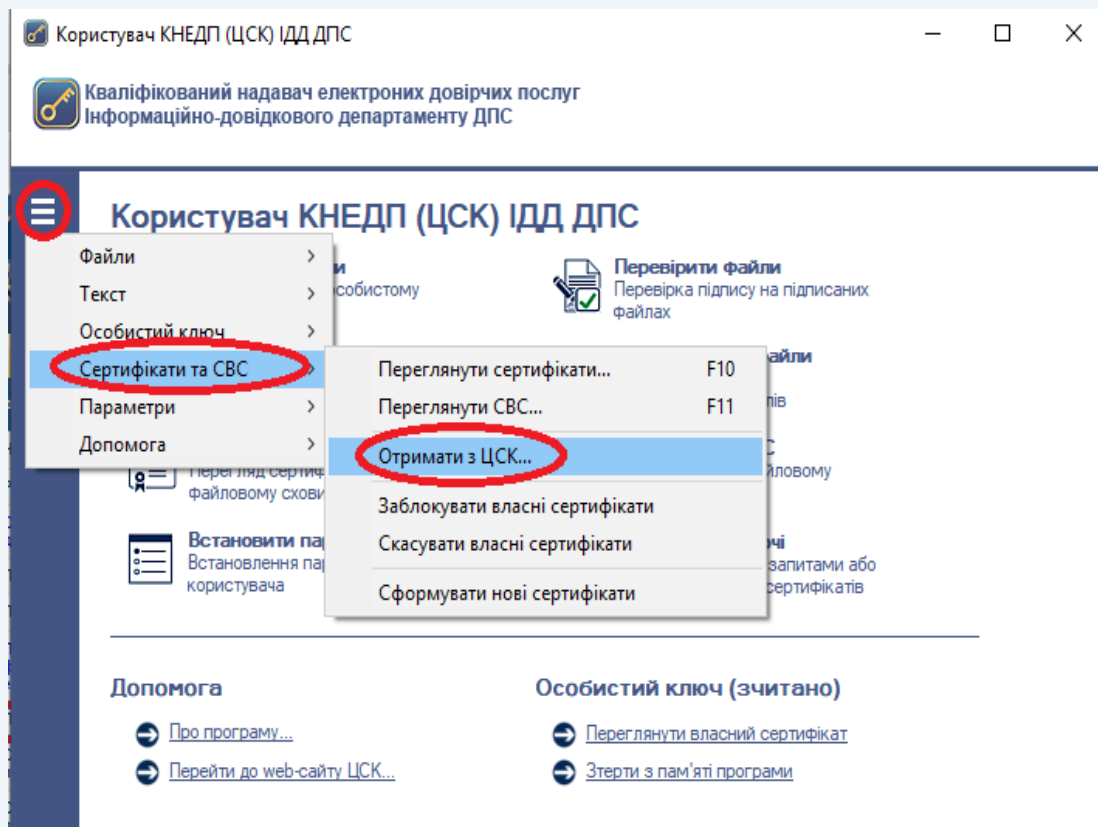 Користувач КНЕДП (ЦСК) ІДД ДПС
Кваліфікований надавач електроних довірчих послуг
Інформаційно-довідкового департаменту ДПС
Користувач КНЕДП (ЦСК) ІДД ДПС
Файли
Текст
Особистий ключ
Сертифікати та СВС
Параметри
Допомога
Перевірити файли
Перевірка підпису на підписаних
файлах
Переглянути сертифікати... F10
Переглянути СВС... F11
Отримати з ЦСК...
Заблокувати власні сертифікати
Скасувати власні сертифікати
Сформувати нові сертифікати
Перегляд
файловому
Встановити
Встановлення
користувача
запитами або
сертифікатів
Допомога
Про програму...
Перейти до web-сайту ЦСК...
Особистий ключ (зчитано)
Переглянути власний сертифікат
Зтерти з пам'яті програми